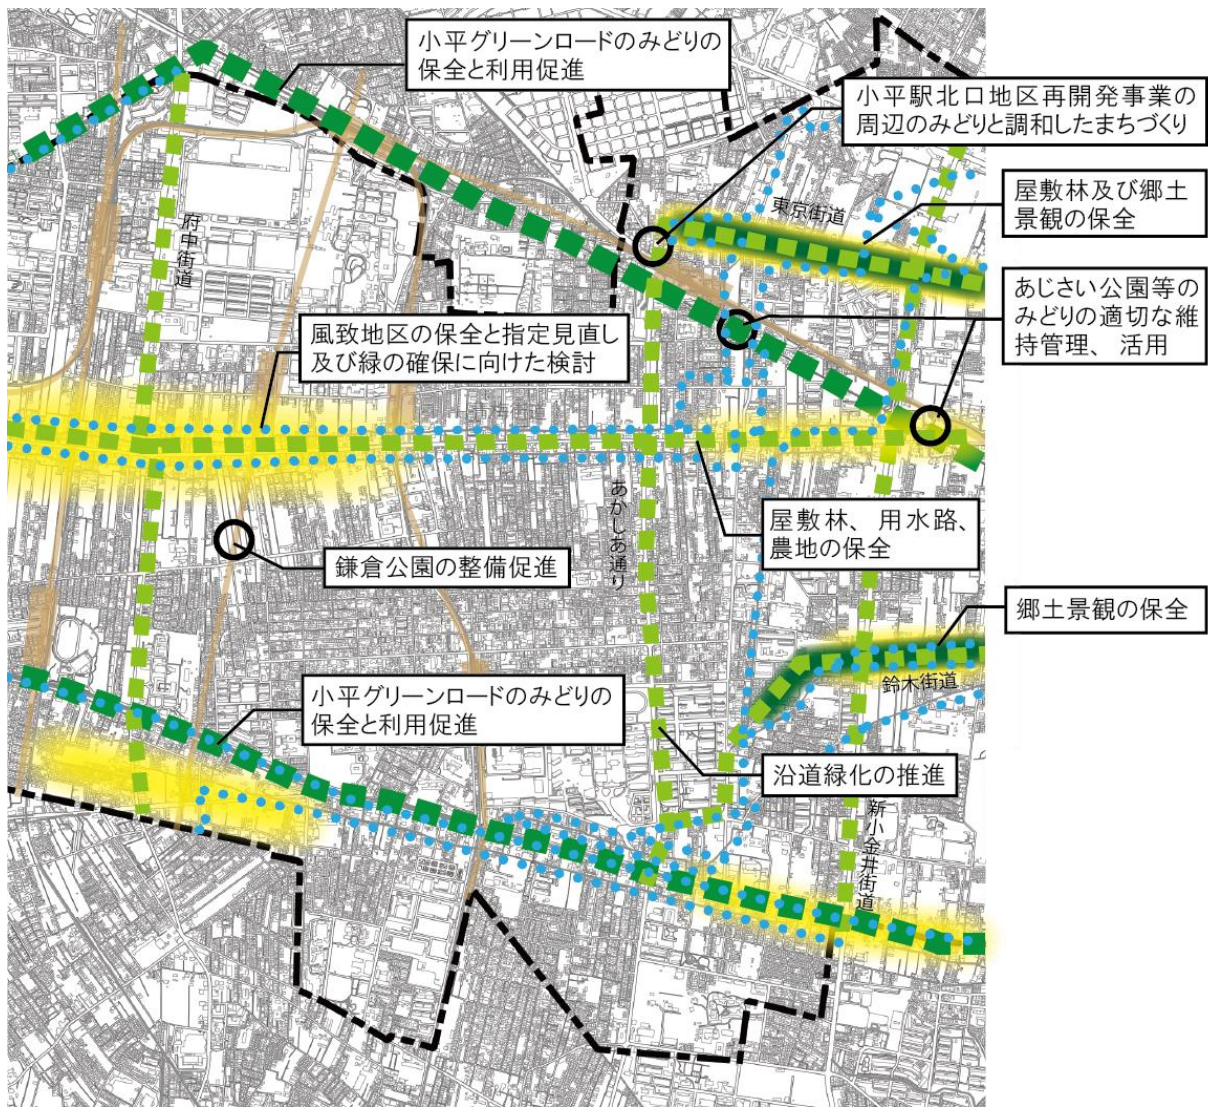 小平グリーンロードのみどりの
保全と利用促進
小平駅北口地区再開発事業の
周辺のみどりと調和したまちづくり
屋敷林及び郷土
景観の保全
東京街道
府中街道
あじさい公園等の
みどりの適切な維
持管理、 活用
風致地区の保全と指定見直し
及び緑の確保に向けた検討
青梅街道
あかしあ通り
屋敷林、 用水路、
農地の保全
鎌倉公園の整備促進
郷土景観の保全
鈴木街道
小平グリーンロードのみどりの
保全と利用促進
沿道緑化の推進
新小金井街道